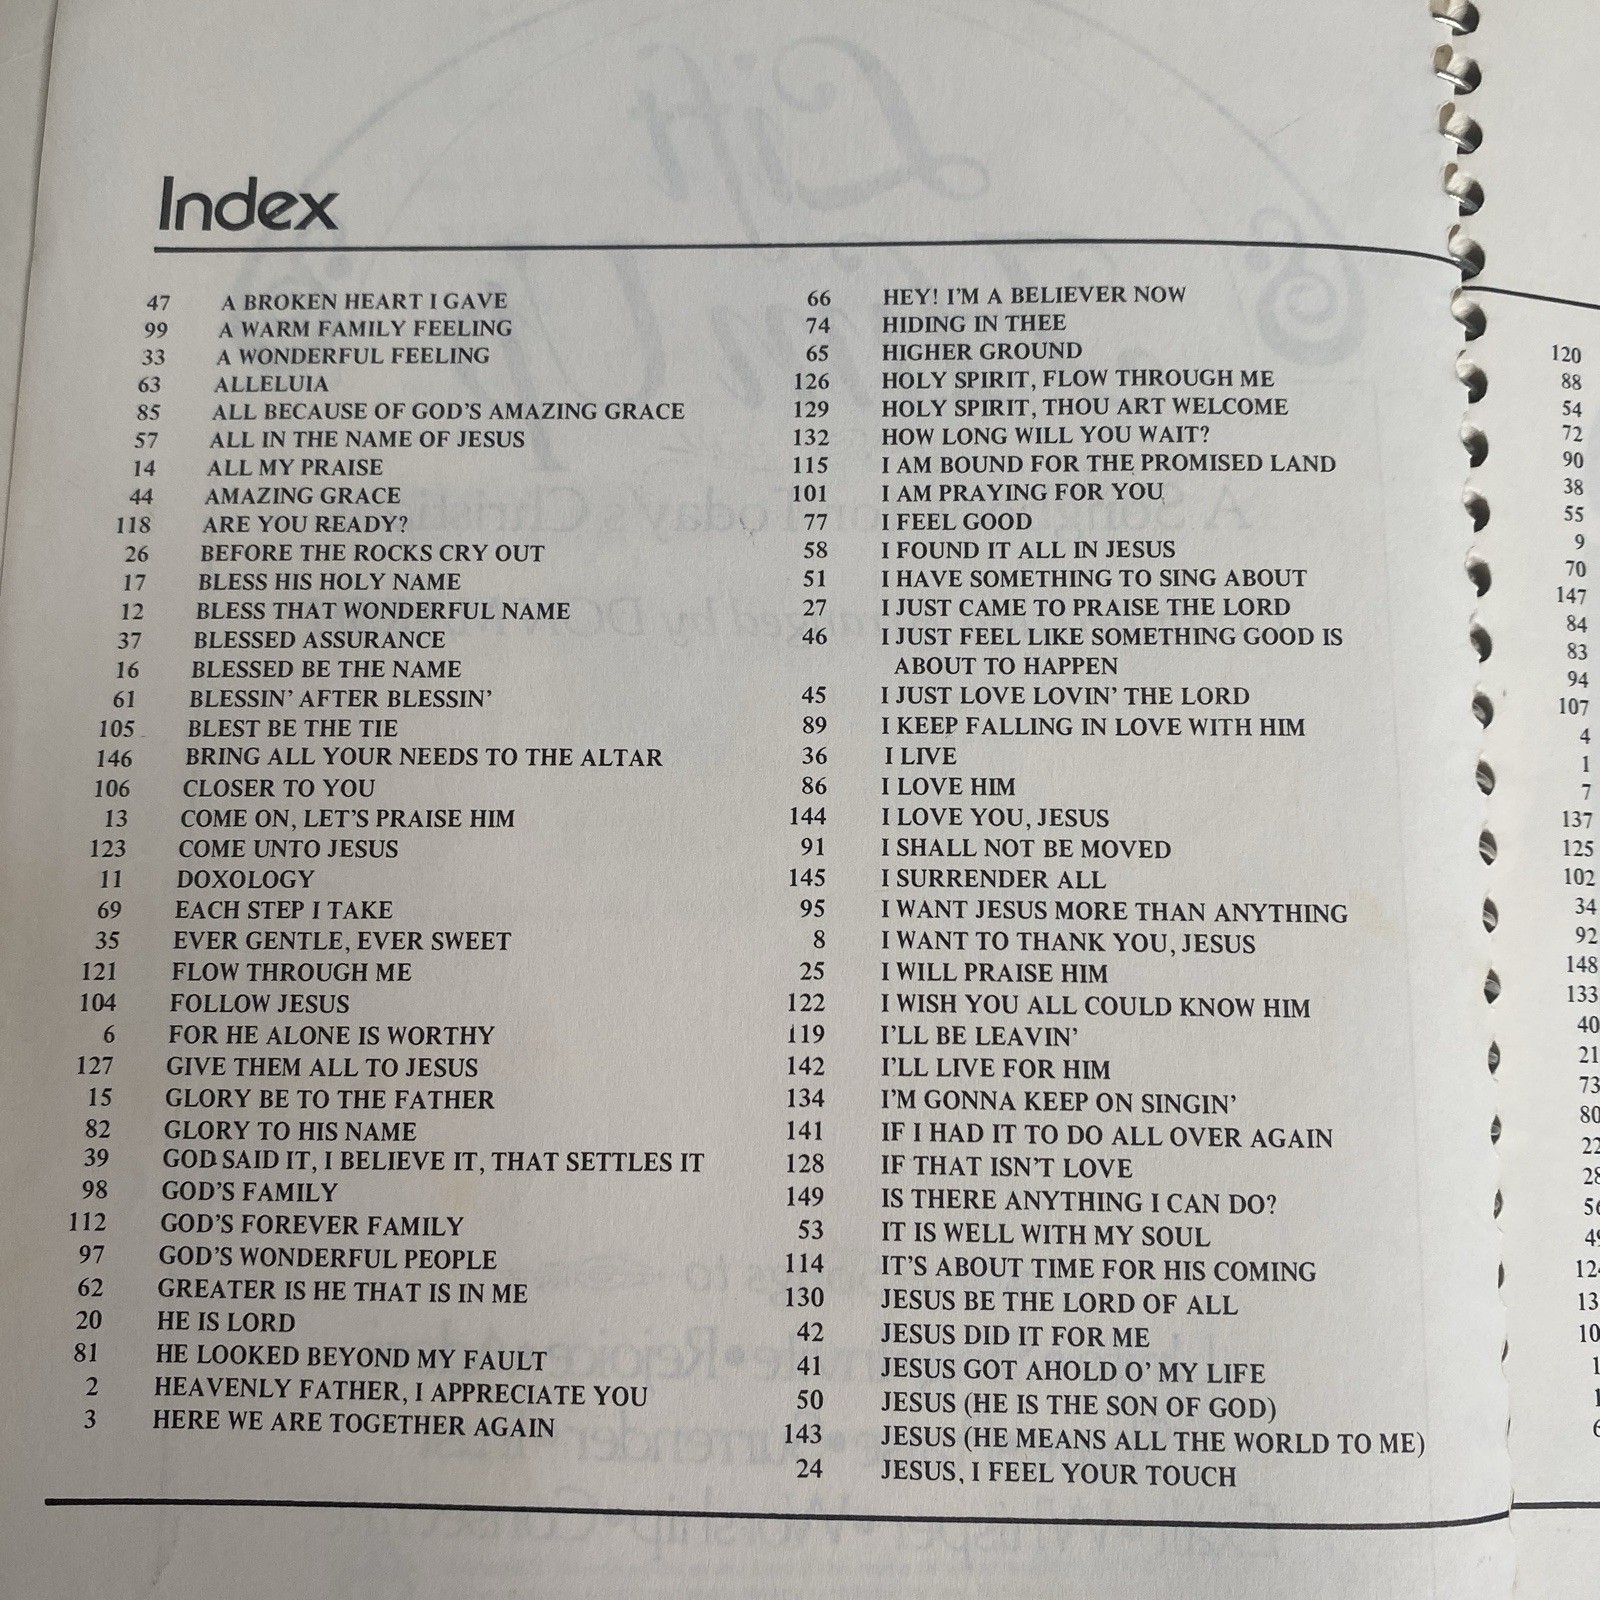 Index
47 A BROKEN HEART I GAVE
99 A WARM FAMILY FEELING
33 A WONDERFUL FEELING
63 ALLELUIA
85 ALL BECAUSE OF GOD'S AMAZING GRACE
57 ALL IN THE NAME OF JESUS
14 ALL MY PRAISE
44 AMAZING GRACE
118 ARE YOU READY?
26 BEFORE THE ROCKS CRY OUT
17 BLESS HIS HOLY NAME
12 BLESS THAT WONDERFUL NAME
37 BLESSED ASSURANCE
16 BLESSED BE THE NAME
61 BLESSIN' AFTER BLESSIN'
105 BLEST BE THE TIE
146 BRING ALL YOUR NEEDS TO THE ALTAR
106 CLOSER TO YOU
13 COME ON, LET'S PRAISE HIM
123 COME UNTO JESUS
11 DOXOLOGY
69 EACH STEP I TAKE
35 EVER GENTLE, EVER SWEET
121 FLOW THROUGH ME
104 FOLLOW JESUS
6 FOR HE ALONE IS WORTHY
127 GIVE THEM ALL TO JESUS
15 GLORY BE TO THE FATHER
82 GLORY TO HIS NAME
39 GOD SAID IT, I BELIEVE IT, THAT SETTLES IT
98 GOD'S FAMILY
112 GOD'S FOREVER FAMILY
97 GOD'S WONDERFUL PEOPLE
62 GREATER IS HE THAT IS IN ME
20 HE IS LORD
81 HE LOOKED BEYOND MY FAULT
2 HEAVENLY FATHER, I APPRECIATE YOU
3 HERE WE ARE TOGETHER AGAIN
66 HEY! I'M A BELIEVER NOW
74 HIDING IN THEE
65 HIGHER GROUND
126 HOLY SPIRIT, FLOW THROUGH ME
129 HOLY SPIRIT, THOU ART WELCOME
132 HOW LONG WILL YOU WAIT?
115 I AM BOUND FOR THE PROMISED LAND
101 I AM PRAYING FOR YOU
77 I FEEL GOOD
58 I FOUND IT ALL IN JESUS
51 I HAVE SOMETHING TO SING ABOUT
27 I JUST CAME TO PRAISE THE LORD
46 I JUST FEEL LIKE SOMETHING GOOD IS
ABOUT TO HAPPEN
45 I JUST LOVE LOVIN' THE LORD
89 I KEEP FALLING IN LOVE WITH HIM
36 I LIVE
86 I LOVE HIM
144 I LOVE YOU, JESUS
91 I SHALL NOT BE MOVED
145 I SURRENDER ALL
95 I WANT JESUS MORE THAN ANYTHING
8 I WANT TO THANK YOU, JESUS
25 I WILL PRAISE HIM
122 I WISH YOU ALL COULD KNOW HIM
119 I'LL BE LEAVIN'
142 I'LL LIVE FOR HIM
134 I'M GONNA KEEP ON SINGIN'
141 IF I HAD IT TO DO ALL OVER AGAIN
128 IF THAT ISN'T LOVE
149 IS THERE ANYTHING I CAN DO?
53 IT IS WELL WITH MY SOUL
114 IT'S ABOUT TIME FOR HIS COMING
130 JESUS BE THE LORD OF ALL
42 JESUS DID IT FOR ME
41 JESUS GOT AHOLD O' MY LIFE
50 JESUS (HE IS THE SON OF GOD)
143 JESUS (HE MEANS ALL THE WORLD TO ME)
24 JESUS, I FEEL YOUR TOUCH
120
88
54
72
90
38
55
9
70
147
84
83
94
107
4
1
7
137
125
102
34
92
148
133
40
21
73
80
22
28